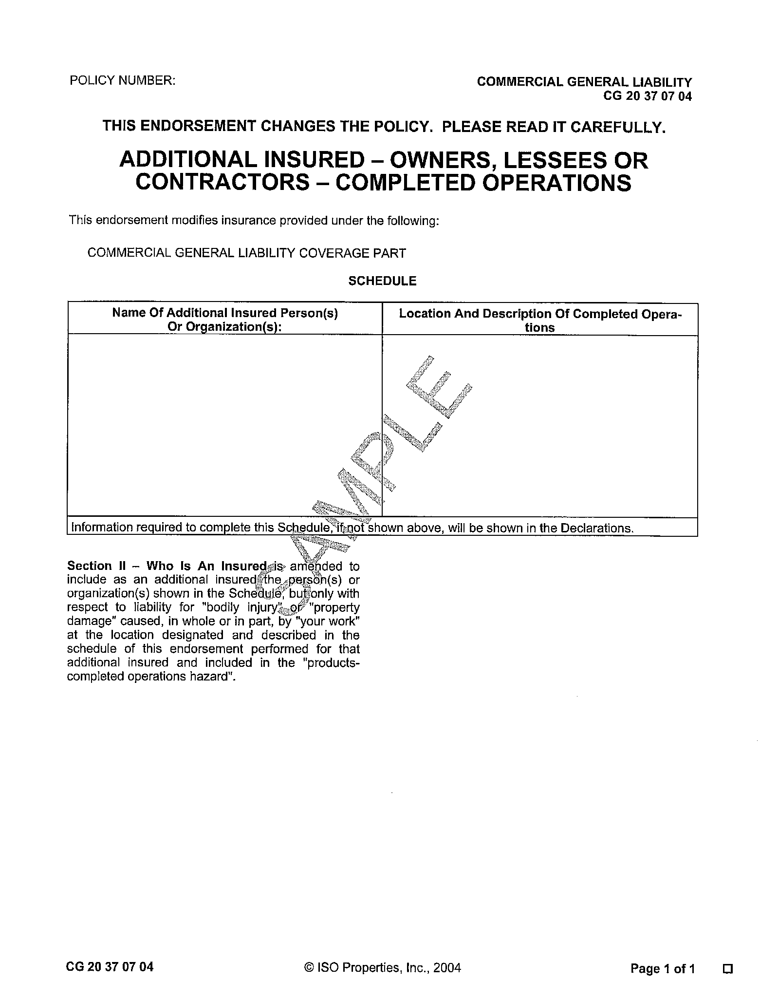 POLICY NUMBER:
COMMERCIAL GENERAL LIABILITY
CG 20 37 07 04
THIS ENDORSEMENT CHANGES THE POLICY. PLEASE READ IT CAREFULLY.
ADDITIONAL INSURED – OWNERS, LESSEES OR
CONTRACTORS – COMPLETED OPERATIONS
This endorsement modifies insurance provided under the following:
COMMERCIAL GENERAL LIABILITY COVERAGE PART
SCHEDULE
Name Of Additional Insured Person(s)
Or Organization(s):
Location And Description Of Completed Opera-
tions
SAMPLE
Information required to complete this Schedule, if not shown above, will be shown in the Declarations.
Section II – Who Is An Insured is amended to
include as an additional insured the person(s) or
organization(s) shown in the Schedule, but only with
respect to liability for "bodily injury" or "property
damage" caused, in whole or in part, by "your work"
at the location designated and described in the
schedule of this endorsement performed for that
additional insured and included in the "products-
completed operations hazard".
CG 20 37 07 04
© ISO Properties, Inc., 2004
Page 1 of 1